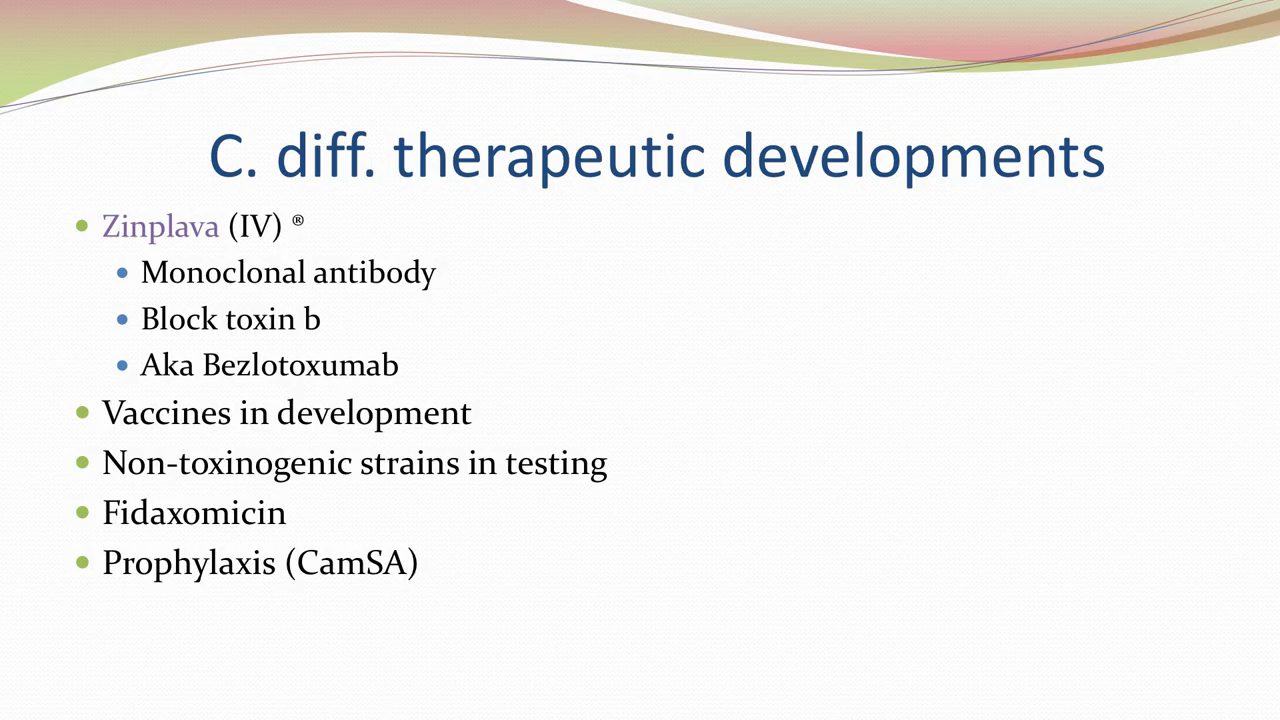 C. diff. therapeutic developments
• Zinplava (IV) ®
• Monoclonal antibody
• Block toxin b
• Aka Bezlotoxumab
• Vaccines in development
• Non-toxinogenic strains in testing
• Fidaxomicin
• Prophylaxis (CamSA)